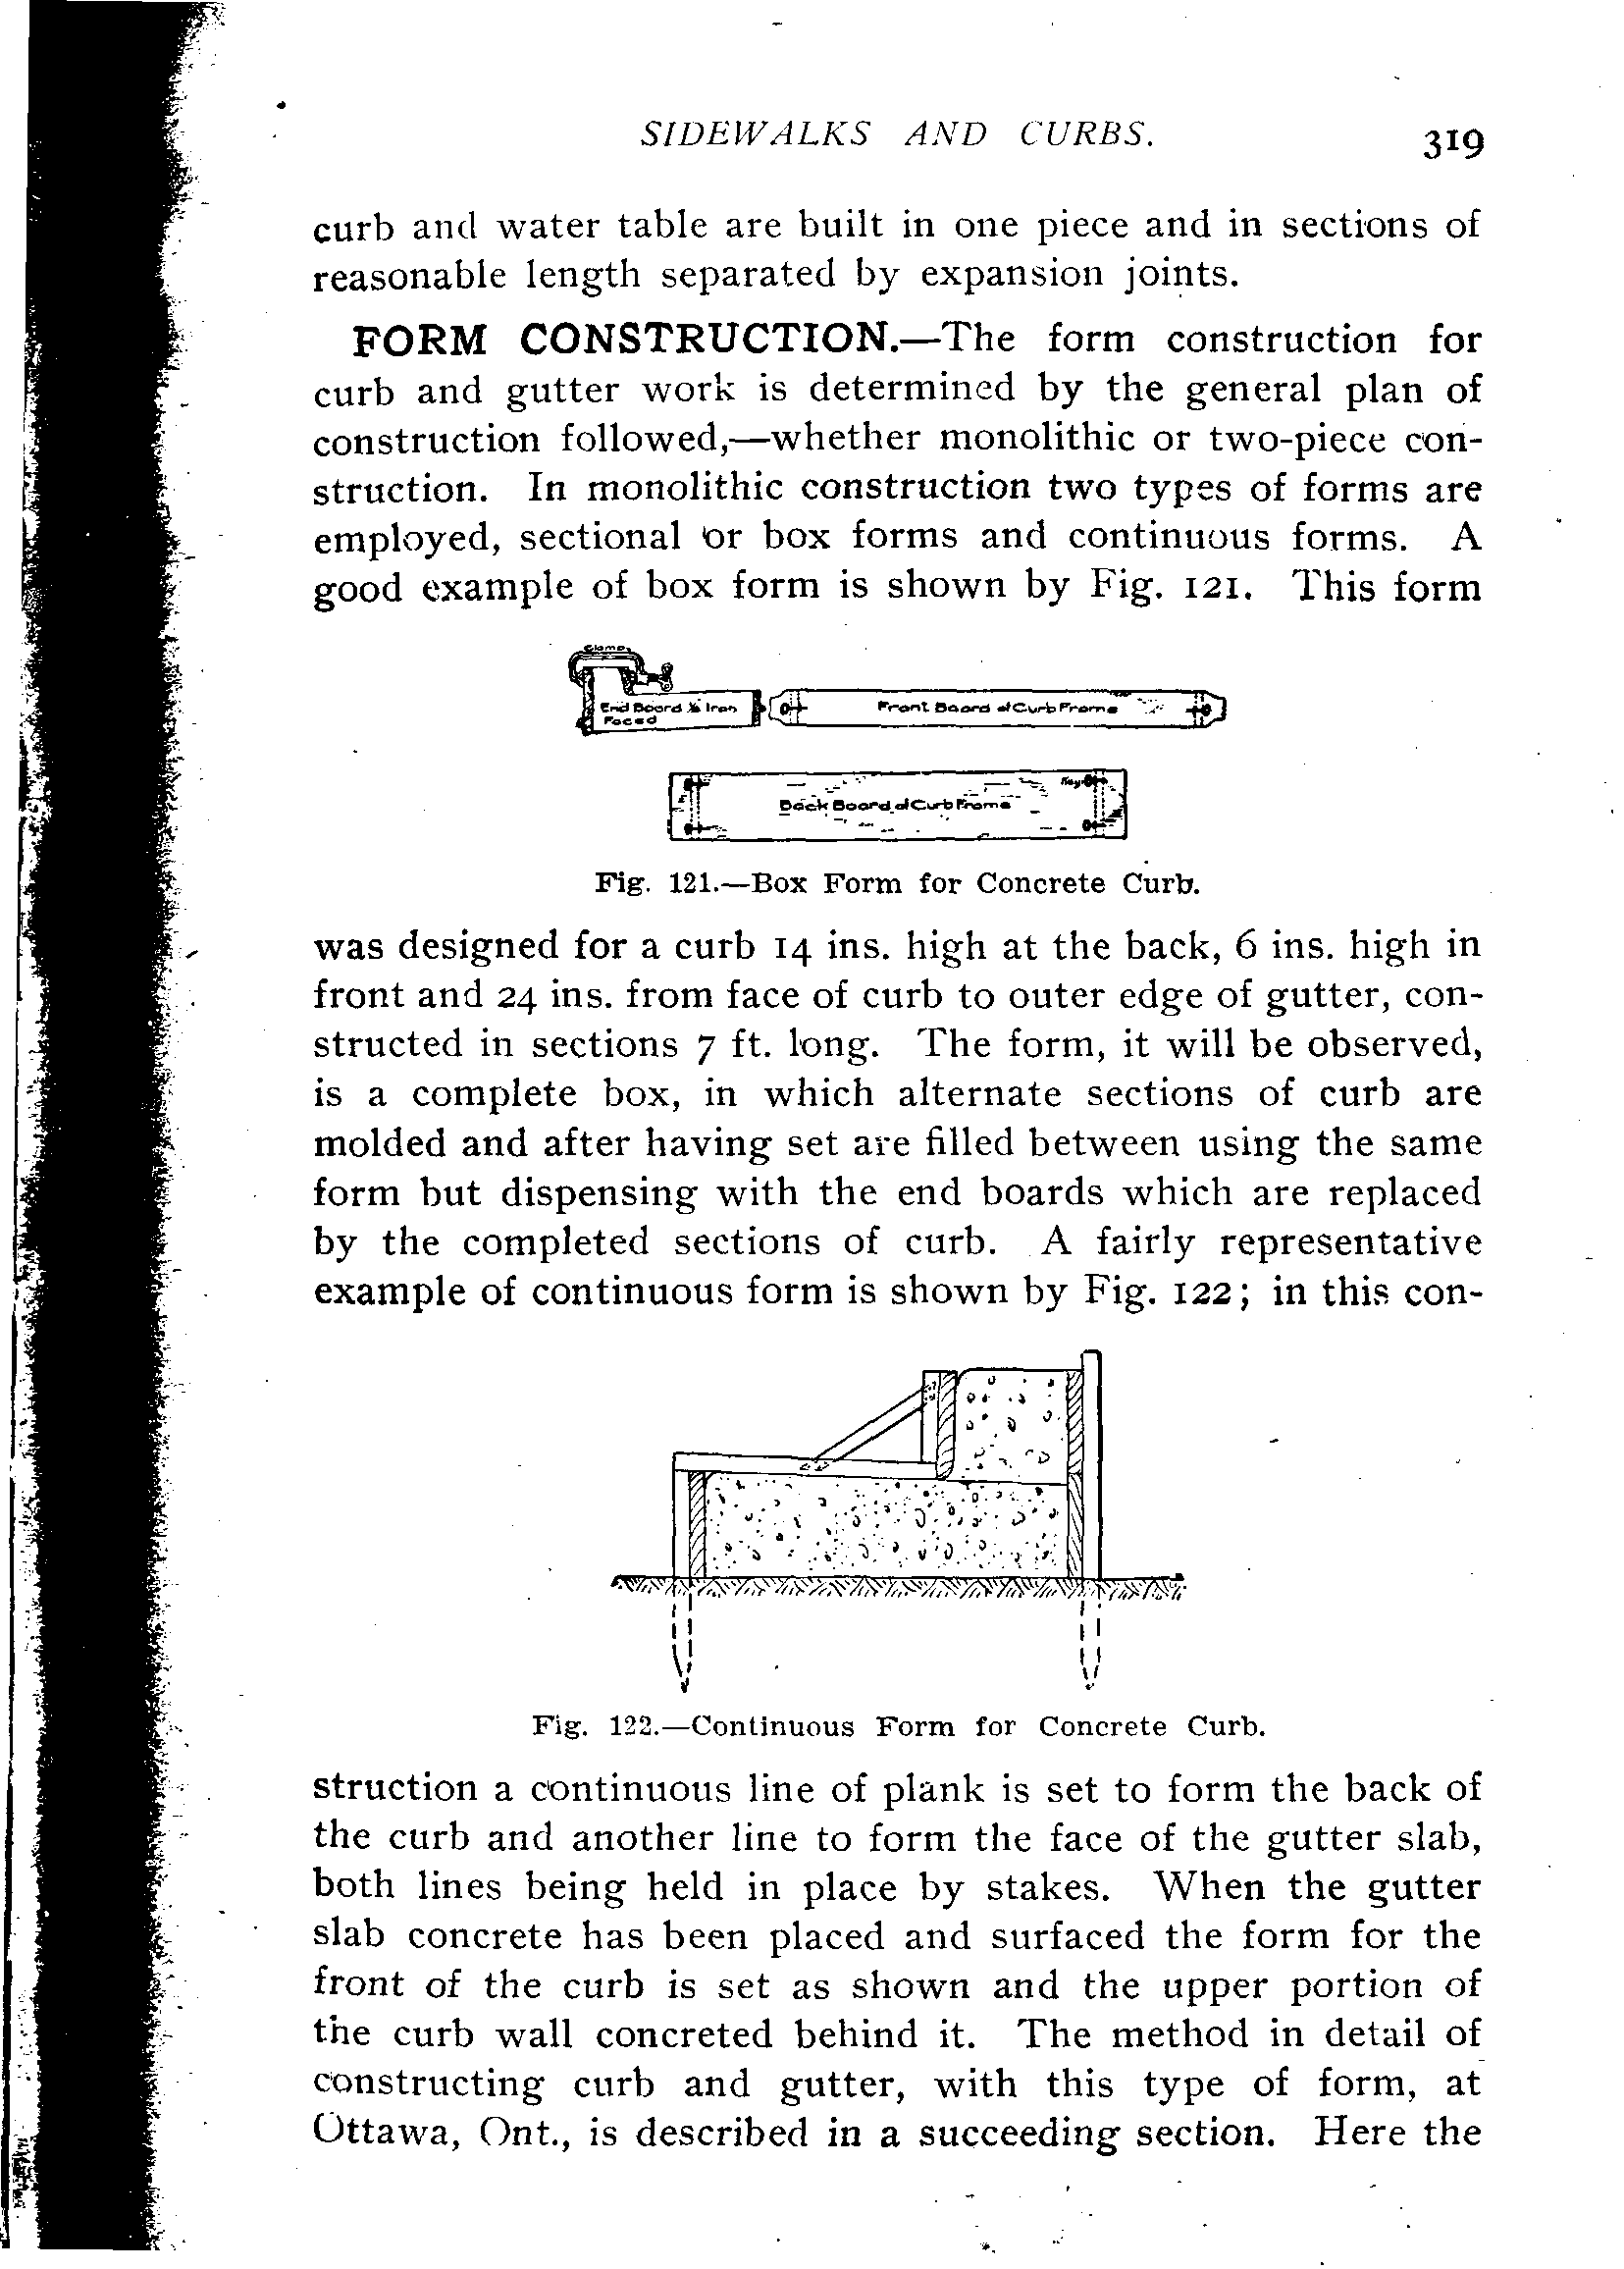 SIDEWALKS AND CURBS. 319
curb and water table are built in one piece and in sections of
reasonable length separated by expansion joints.
FORM CONSTRUCTION.—The form construction for
curb and gutter work is determined by the general plan of
construction followed,—whether monolithic or two-piece con-
struction. In monolithic construction two types of forms are
employed, sectional or box forms and continuous forms. A
good example of box form is shown by Fig. 121. This form
Clamp
End Board ⅛ Iron
Faced
Front Board of Curb Frame
Key
Back Board of Curb Frame
Fig. 121.—Box Form for Concrete Curb.
was designed for a curb 14 ins. high at the back, 6 ins. high in
front and 24 ins. from face of curb to outer edge of gutter, con-
structed in sections 7 ft. long. The form, it will be observed,
is a complete box, in which alternate sections of curb are
molded and after having set are filled between using the same
form but dispensing with the end boards which are replaced
by the completed sections of curb. A fairly representative
example of continuous form is shown by Fig. 122; in this con-
Fig. 122.—Continuous Form for Concrete Curb.
struction a continuous line of plank is set to form the back of
the curb and another line to form the face of the gutter slab,
both lines being held in place by stakes. When the gutter
slab concrete has been placed and surfaced the form for the
front of the curb is set as shown and the upper portion of
the curb wall concreted behind it. The method in detail of
constructing curb and gutter, with this type of form, at
Ottawa, Ont., is described in a succeeding section. Here the